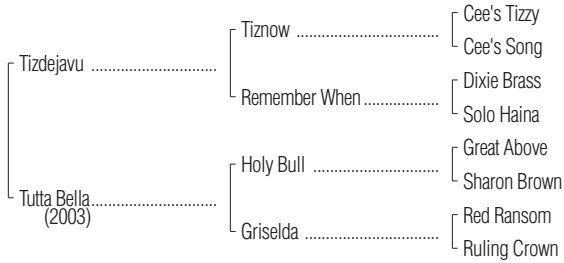 Cee's Tizzy
Tiznow ................................
Cee's Song
Tizdejavu ............................
Dixie Brass
Remember When .................
Solo Haina
Great Above
Holy Bull ............................
Sharon Brown
Tutta Bella ............................
(2003)
Red Ransom
Griselda ..............................
Ruling Crown